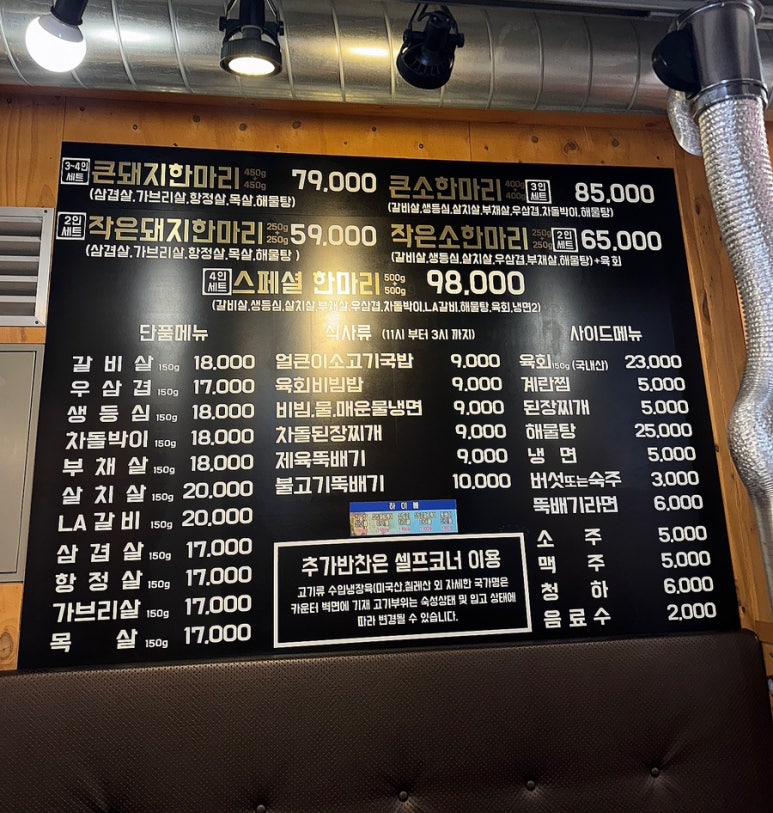 3~4인 세트 큰돼지한마리 450g + 450g 79,000
(삼겹살,가브리살,항정살,목살,해물탕)
2인 세트 작은돼지한마리 250g + 250g 59,000
(삼겹살,가브리살,항정살,목살,해물탕 )
큰소한마리 400g + 400g 3인 세트 85,000
(갈비살,생등심,살치살,부채살,우삼겹,차돌박이,해물탕)
작은소한마리 250g + 250g 2인 세트 65,000
(갈비살,생등심,살치살,우삼겹,부채살,해물탕)+육회
4인 세트 스페셜 한마리 500g + 500g 98,000
(갈비살,생등심,살치살,부채살,우삼겹,차돌박이,LA갈비,해물탕,육회,냉면2)
단품메뉴
갈비살 150g 18,000
우삼겹 150g 17,000
생등심 150g 18,000
차돌박이 150g 18,000
부채살 150g 18,000
살치살 150g 20,000
LA갈비 150g 20,000
삼겹살 150g 17,000
항정살 150g 17,000
가브리살 150g 17,000
목살 150g 17,000
식사류 (11시 부터 3시 까지)
얼큰이소고기국밥 9,000
육회비빔밥 9,000
비빔,물,매운물냉면 9,000
차돌된장찌개 9,000
제육뚝배기 9,000
불고기뚝배기 10,000
추가반찬은 셀프코너 이용
고기류 수입냉장육(미국산,칠레산 외 자세한 국가명은
카운터 벽면에 기재 고기부위는 숙성상태 및 입고 상태에
따라 변경될 수 있습니다.
사이드메뉴
육회 150g (국내산) 23,000
계란찜 5,000
된장찌개 5,000
해물탕 25,000
냉면 5,000
버섯또는숙주 3,000
뚝배기라면 6,000
소주 5,000
맥주 5,000
청하 6,000
음료수 2,000